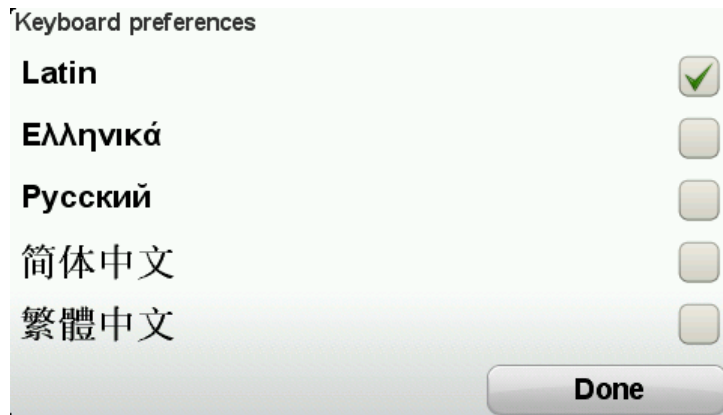 Keyboard preferences
Latin
Ελληνικά
Русский
简体中文
繁體中文
Done